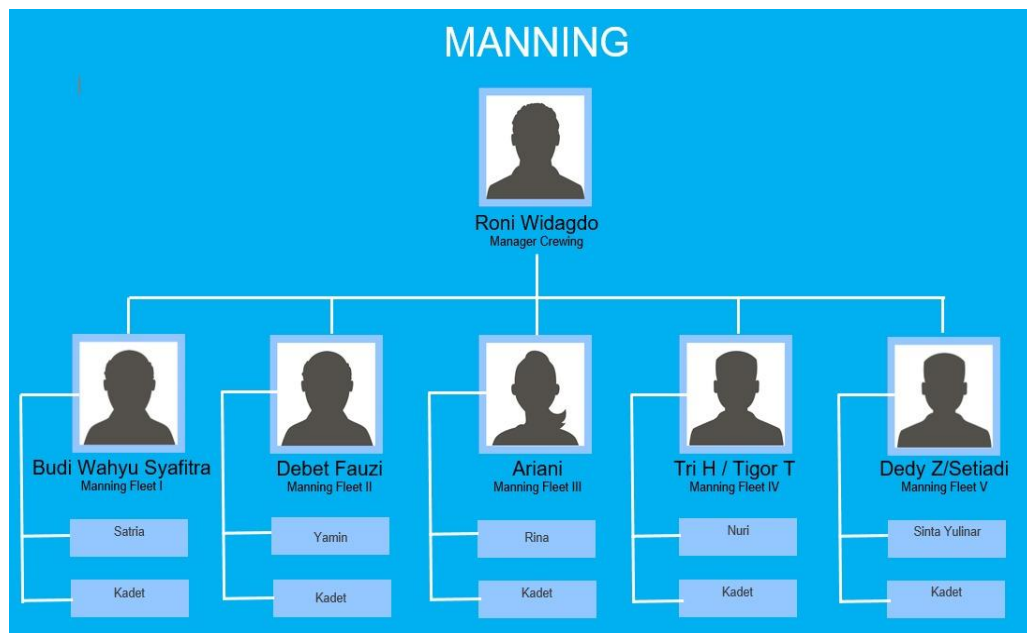 MANNING
Roni Widagdo
Manager Crewing
Budi Wahyu Syafitra
Manning Fleet I
Debet Fauzi
Manning Fleet II
Ariani
Manning Fleet III
Tri H / Tigor T
Manning Fleet IV
Dedy Z/Setiadi
Manning Fleet V
Satria
Yamin
Rina
Nuri
Sinta Yulinar
Kadet
Kadet
Kadet
Kadet
Kadet